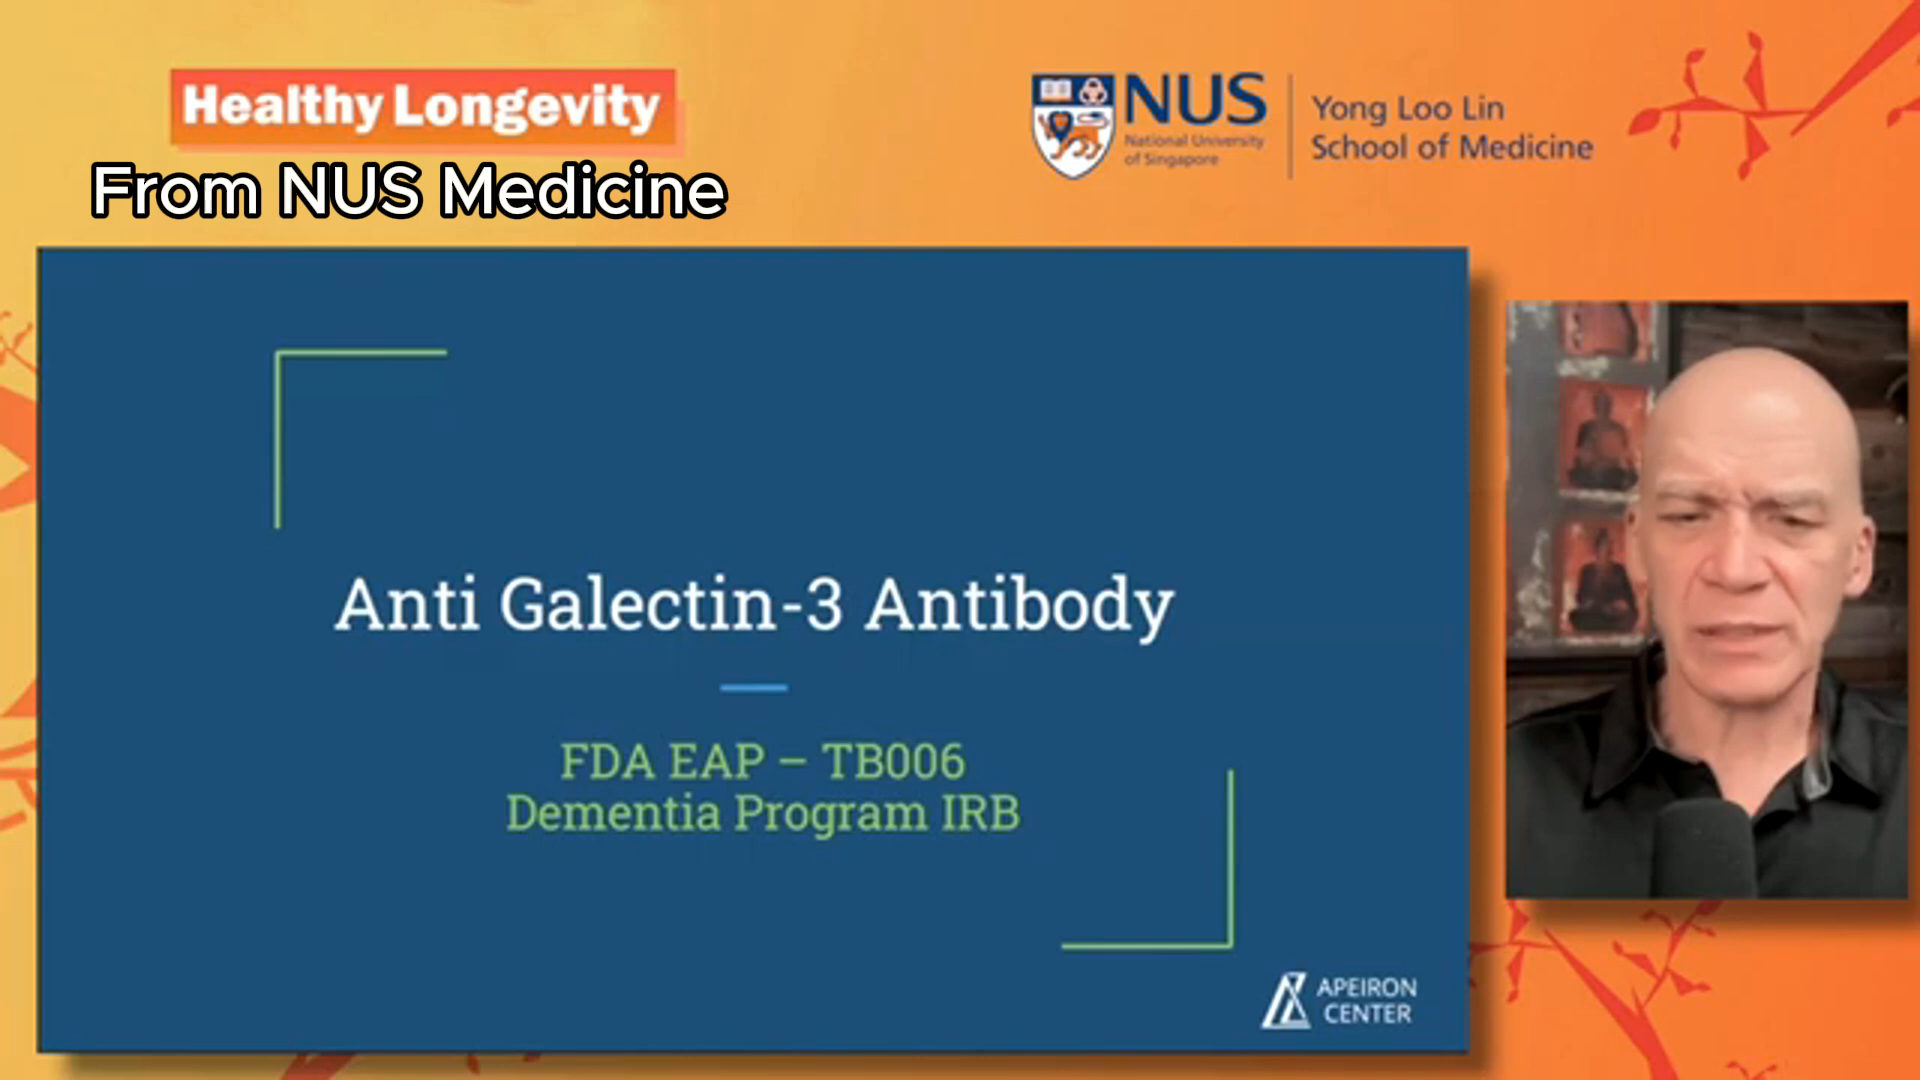 Healthy Longevity
From NUS Medicine
NUS
National University
of Singapore
Yong Loo Lin
School of Medicine
Anti Galectin-3 Antibody
FDA EAP – TB006
Dementia Program IRB
APEIRON
CENTER